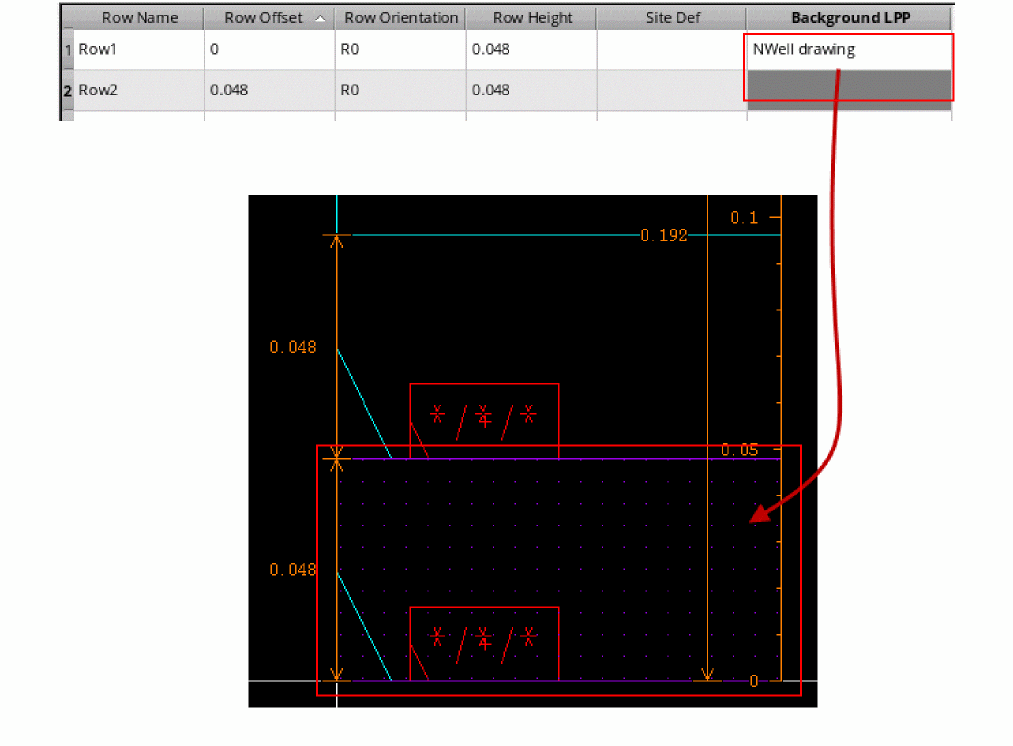 Row Name Row Offset Row Orientation Row Height Site Def Background LPP
1 Row1 0 R0 0.048 NWell drawing
2 Row2 0.048 R0 0.048
0.1
0.192
0.048
*/*/*
0.05
0.048
*/*/*
0